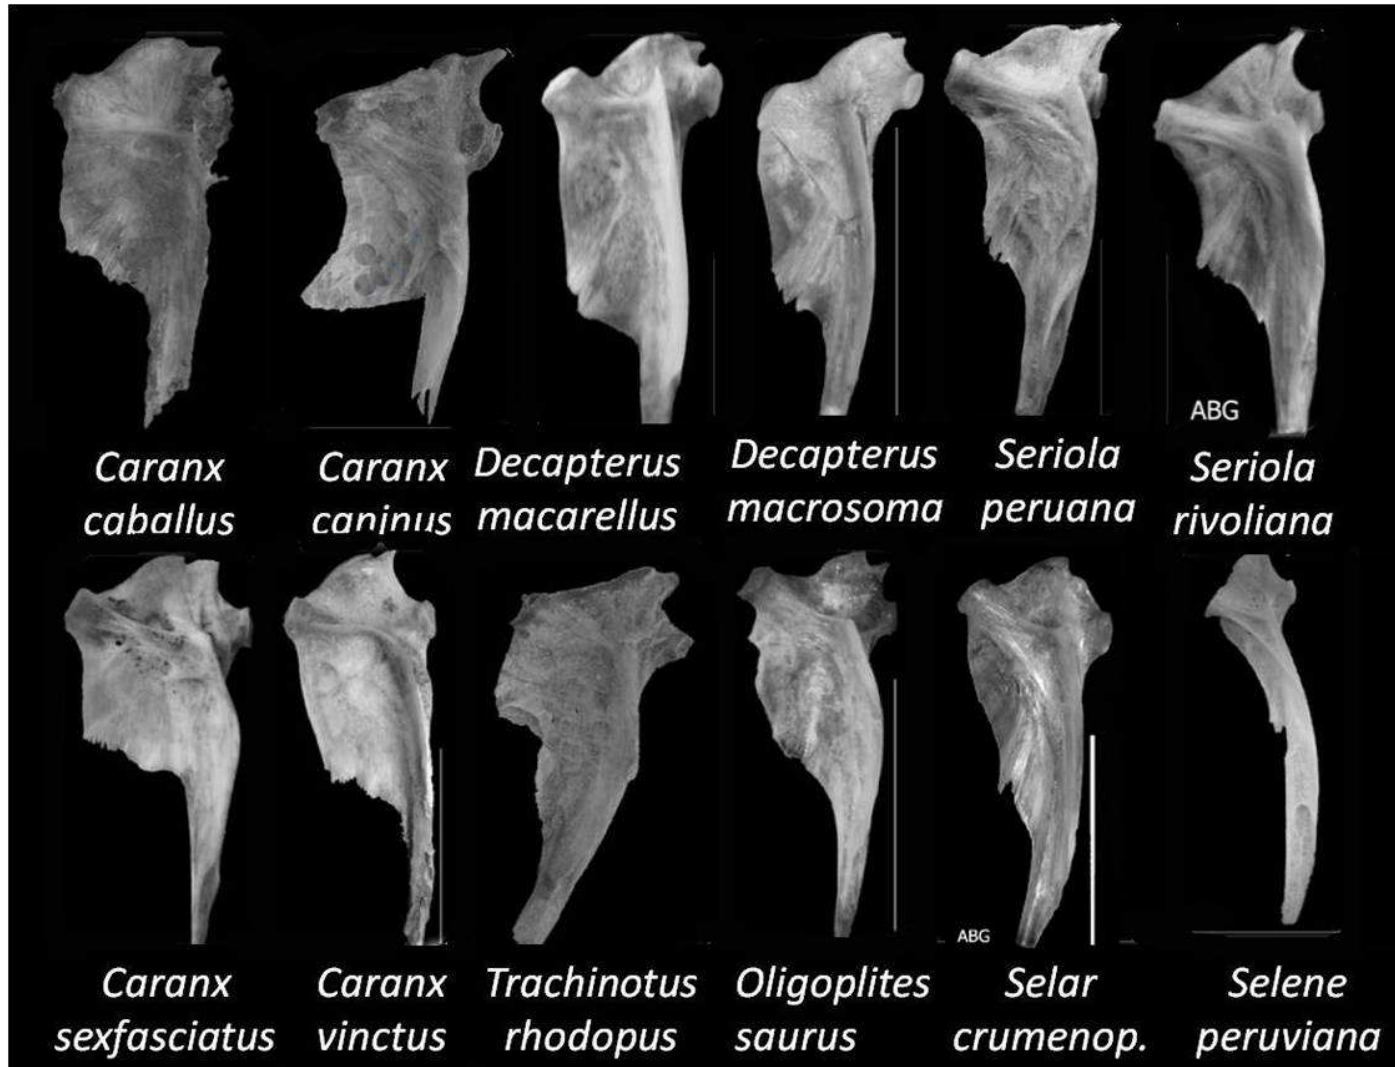 ABG
Caranx
caballus
Caranx
caninus
Decapterus
macarellus
Decapterus
macrosoma
Seriola
peruana
Seriola
rivoliana
ABG
Caranx
sexfasciatus
Caranx
vinctus
Trachinotus
rhodopus
Oligoplites
saurus
Selar
crumenop.
Selene
peruviana